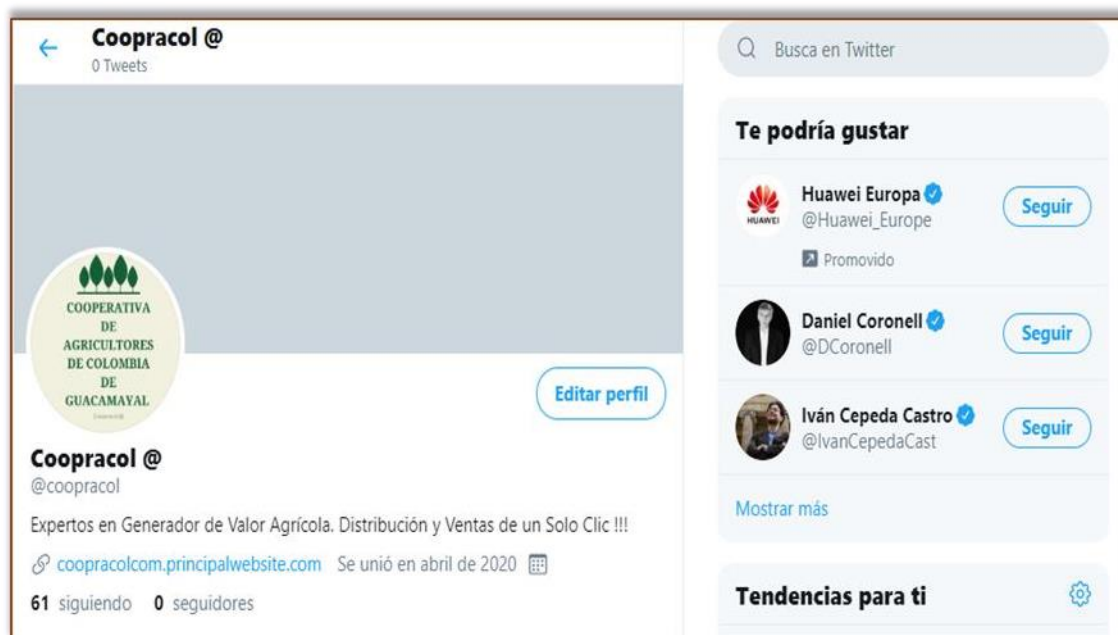 Coopracol @
0 Tweets
COOPERATIVA
DE
AGRICULTORES
DE COLOMBIA
DE
GUACAMAYAL
Editar perfil
Coopracol @
@coopracol
Expertos en Generador de Valor Agrícola. Distribución y Ventas de un Solo Clic !!!
coopracolcom.principalwebsite.com Se unió en abril de 2020
61 siguiendo 0 seguidores
Busca en Twitter
Te podría gustar
HUAWEI
Huawei Europa
@Huawei_Europe
Promovido
Seguir
Daniel Coronell
@DCoronell
Seguir
Iván Cepeda Castro
@IvanCepedaCast
Seguir
Mostrar más
Tendencias para ti